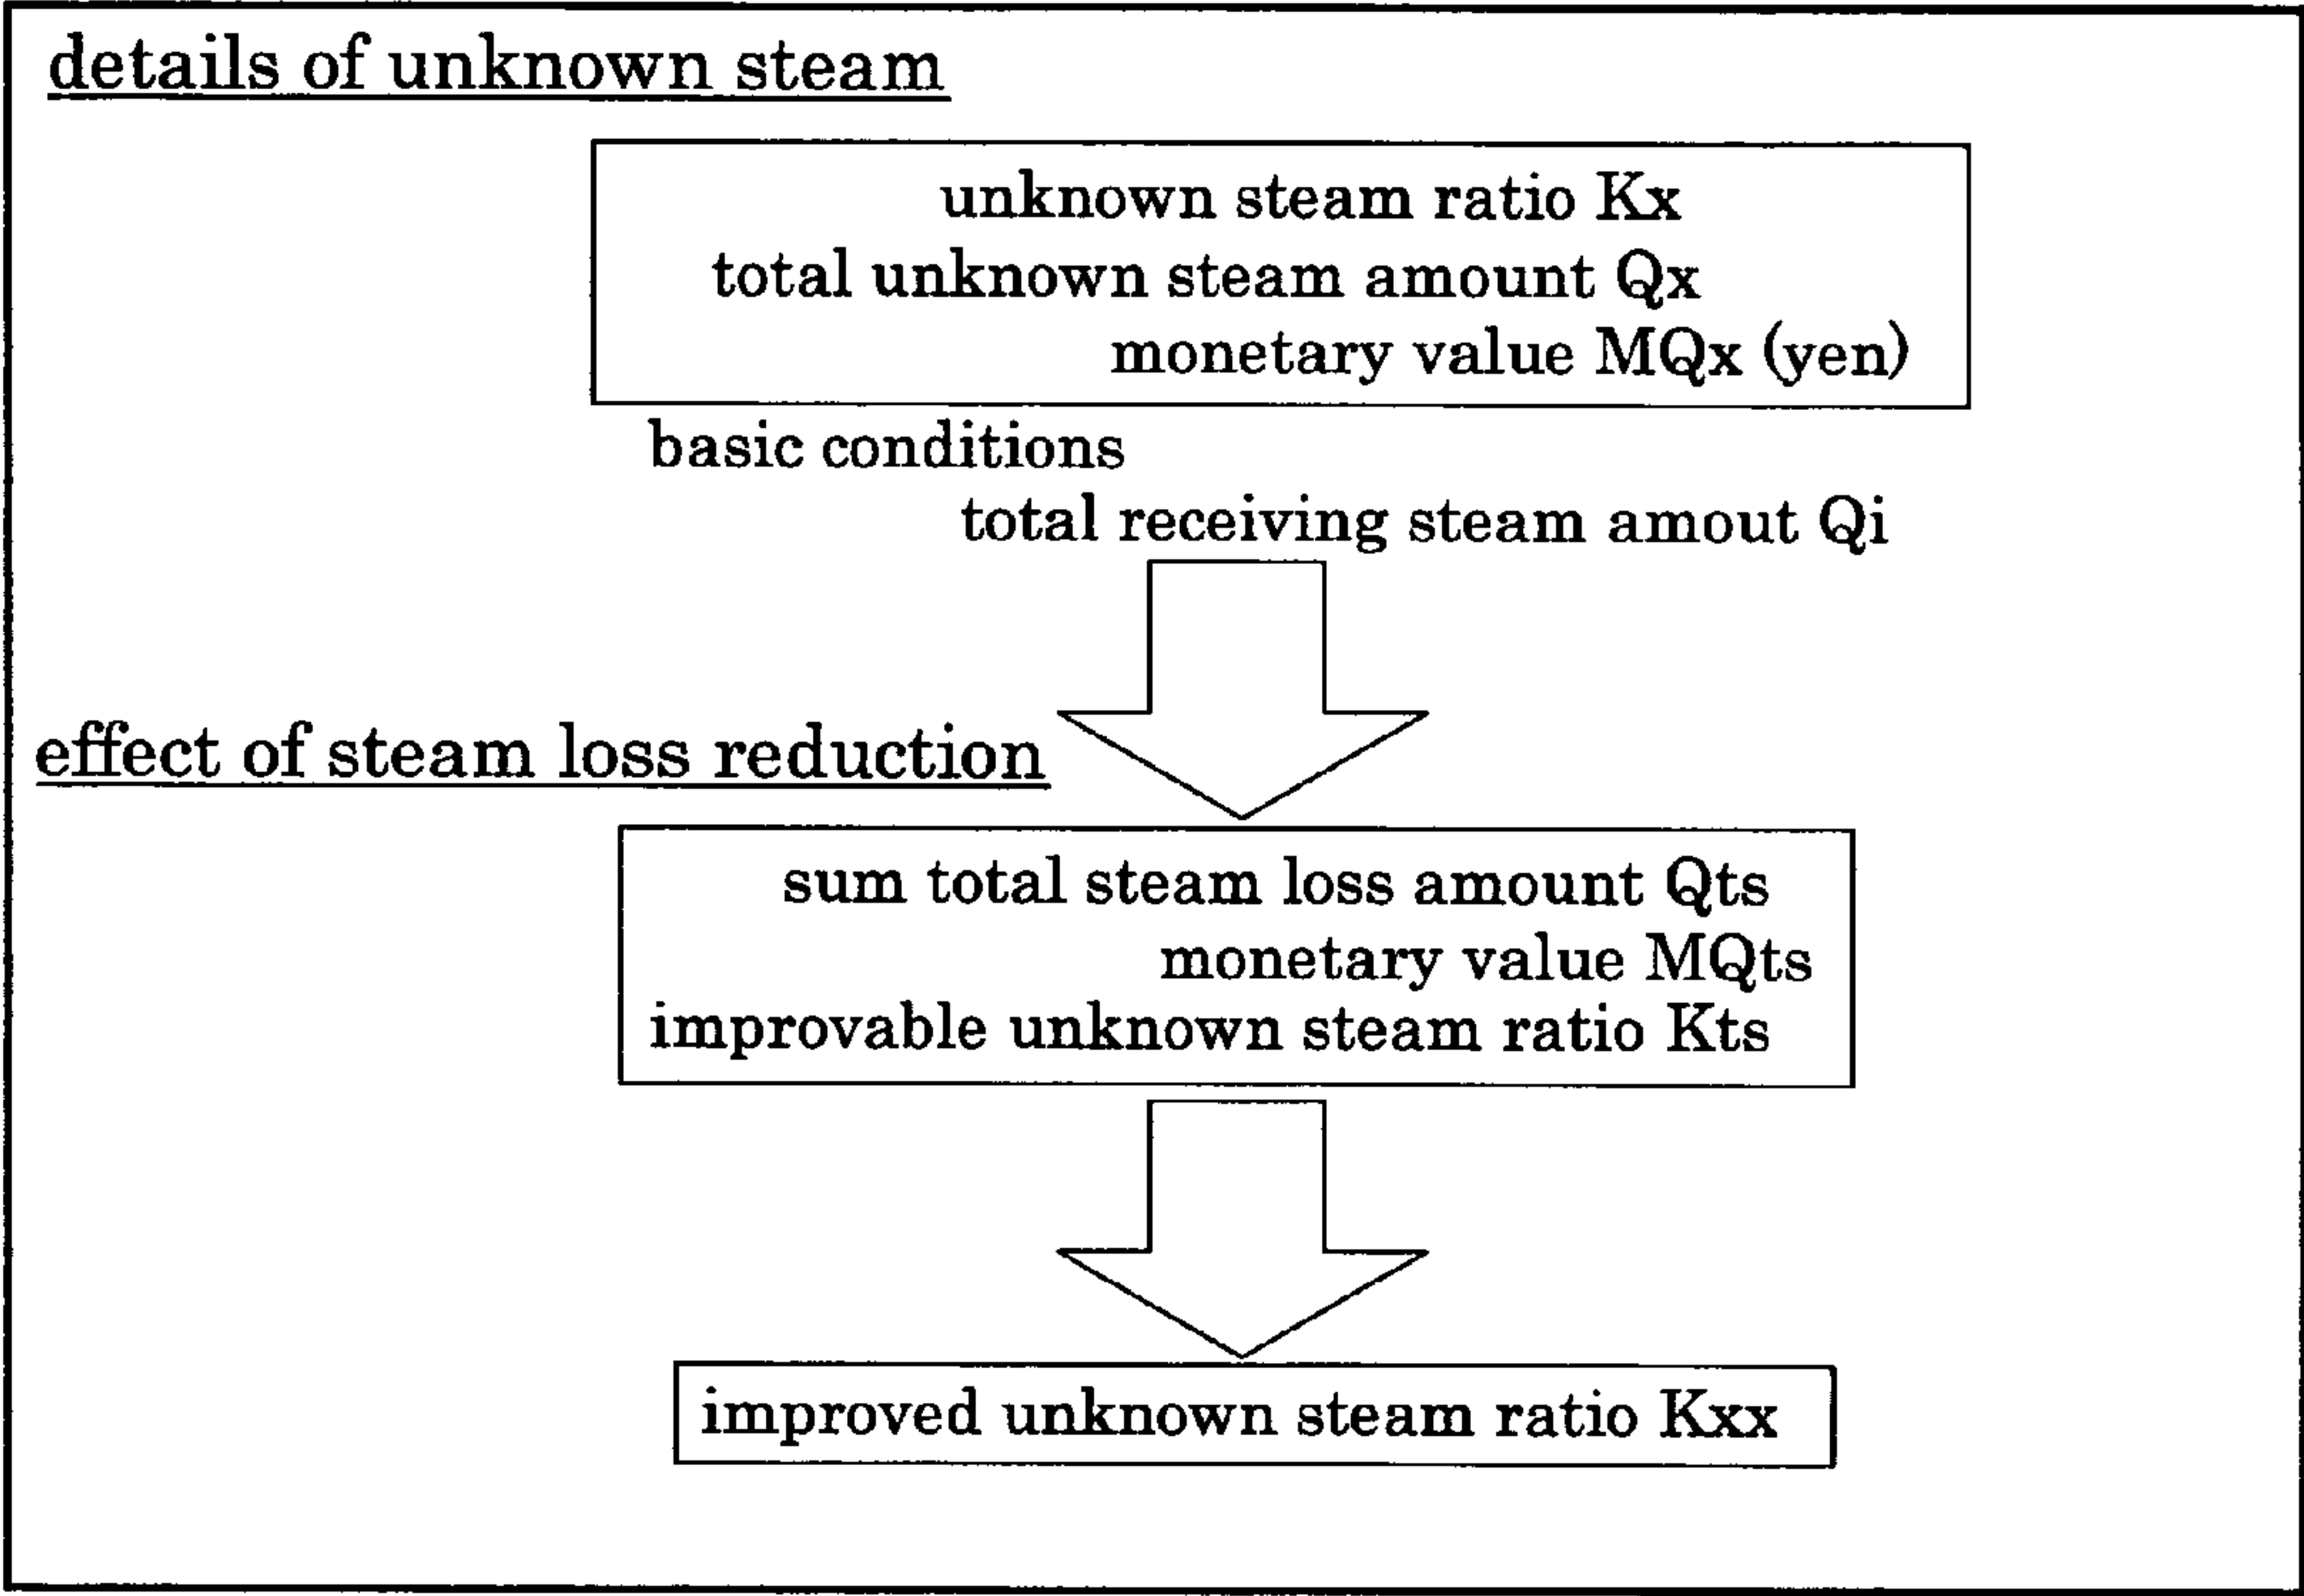 details of unknown steam
unknown steam ratio Kx
total unknown steam amount Qx
monetary value MQx (yen)
basic conditions
total receiving steam amout Qi
effect of steam loss reduction
sum total steam loss amount Qts
monetary value MQts
improvable unknown steam ratio Kts
improved unknown steam ratio Kxx